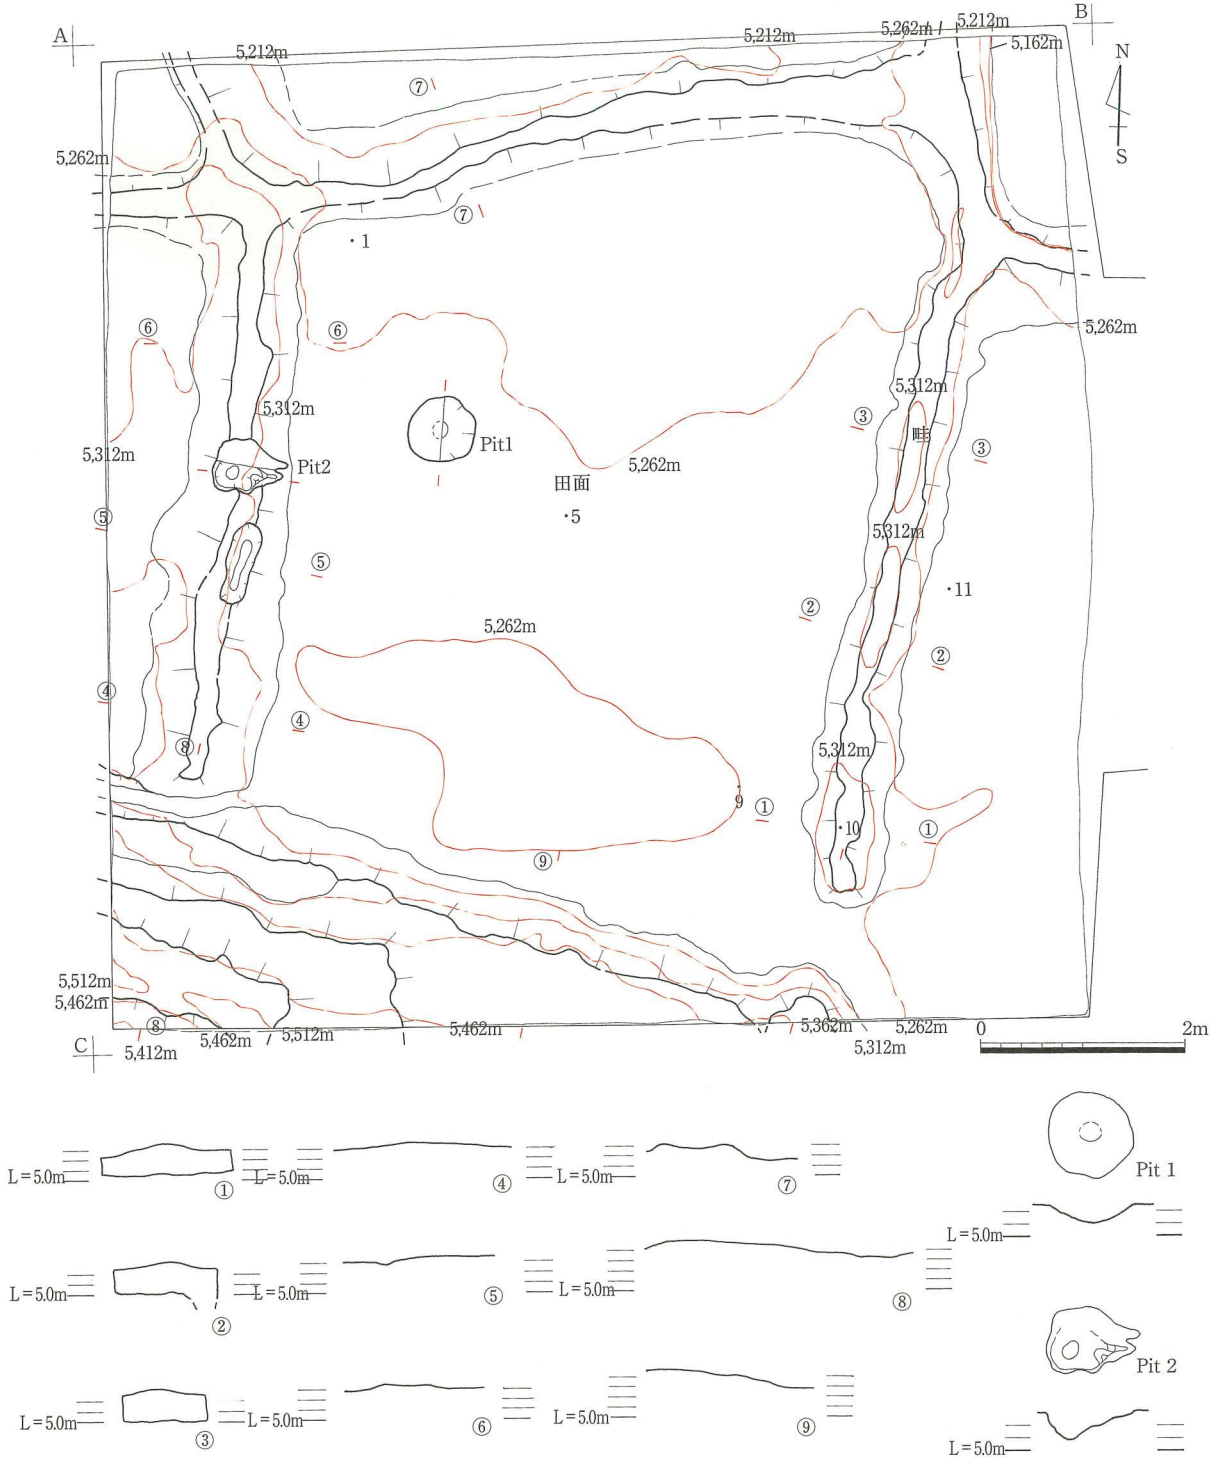 A
B
5,212m
5,212m
5,262m
5,212m
5,162m
N
S
⑦
5,262m
⑦
·1
⑥
⑥
5,262m
5,312m
③
5,312m
畦
5,312m
Pit1
③
Pit2
5,262m
田面
·5
⑤
5,312m
⑤
·11
②
5,262m
②
④
④
⑧
5,312m
9
①
·10
①
⑨
5,512m
5,462m
⑧
5,412m
5,462m
5,512m
5,462m
5,362m
5,262m
5,312m
C
0
2m
L=5.0m
①
L=5.0m
④
L=5.0m
⑦
Pit 1
L=5.0m
L=5.0m
②
L=5.0m
⑤
L=5.0m
⑧
Pit 2
L=5.0m
③
L=5.0m
⑥
L=5.0m
⑨
L=5.0m